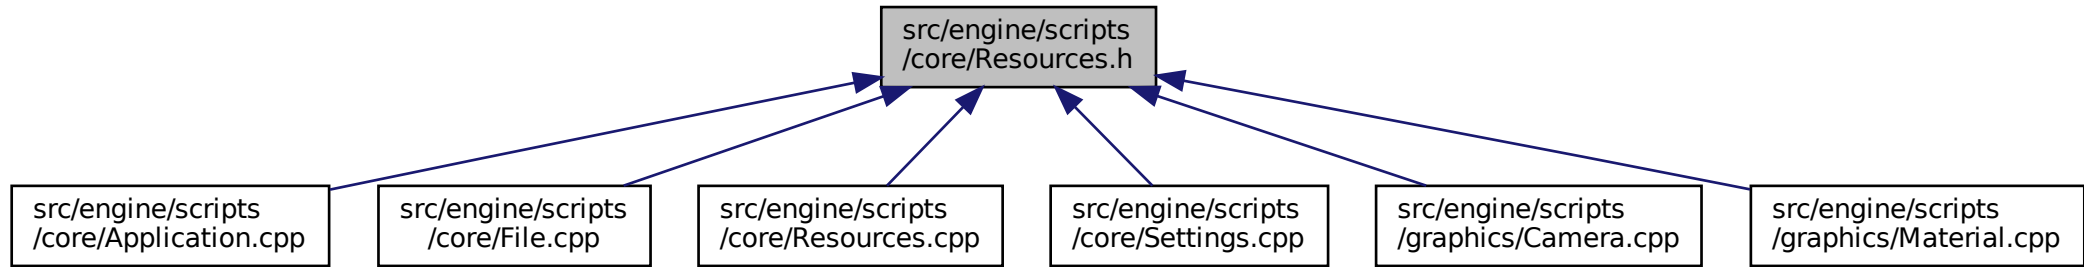 src/engine/scripts
/core/Resources.h
src/engine/scripts
/core/Application.cpp
src/engine/scripts
/core/File.cpp
src/engine/scripts
/core/Resources.cpp
src/engine/scripts
/core/Settings.cpp
src/engine/scripts
/graphics/Camera.cpp
src/engine/scripts
/graphics/Material.cpp